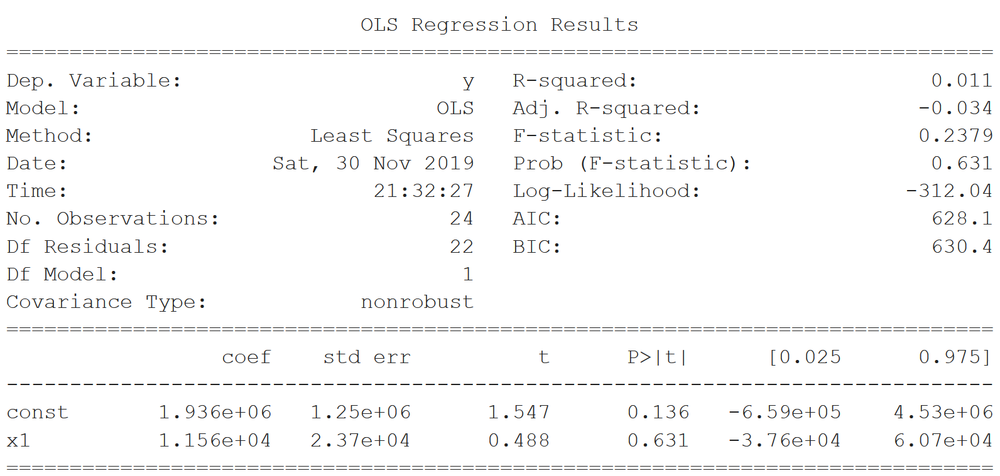 OLS Regression Results
==============================================================================
Dep. Variable:                      y   R-squared:                       0.011
Model:                            OLS   Adj. R-squared:                 -0.034
Method:                 Least Squares   F-statistic:                    0.2379
Date:                Sat, 30 Nov 2019   Prob (F-statistic):              0.631
Time:                        21:32:27   Log-Likelihood:                -312.04
No. Observations:                  24   AIC:                             628.1
Df Residuals:                      22   BIC:                             630.4
Df Model:                           1
Covariance Type:            nonrobust
==============================================================================
                 coef    std err          t      P>|t|      [0.025      0.975]
------------------------------------------------------------------------------
const       1.936e+06   1.25e+06      1.547      0.136   -6.59e+05    4.53e+06
x1          1.156e+04   2.37e+04      0.488      0.631   -3.76e+04    6.07e+04
==============================================================================